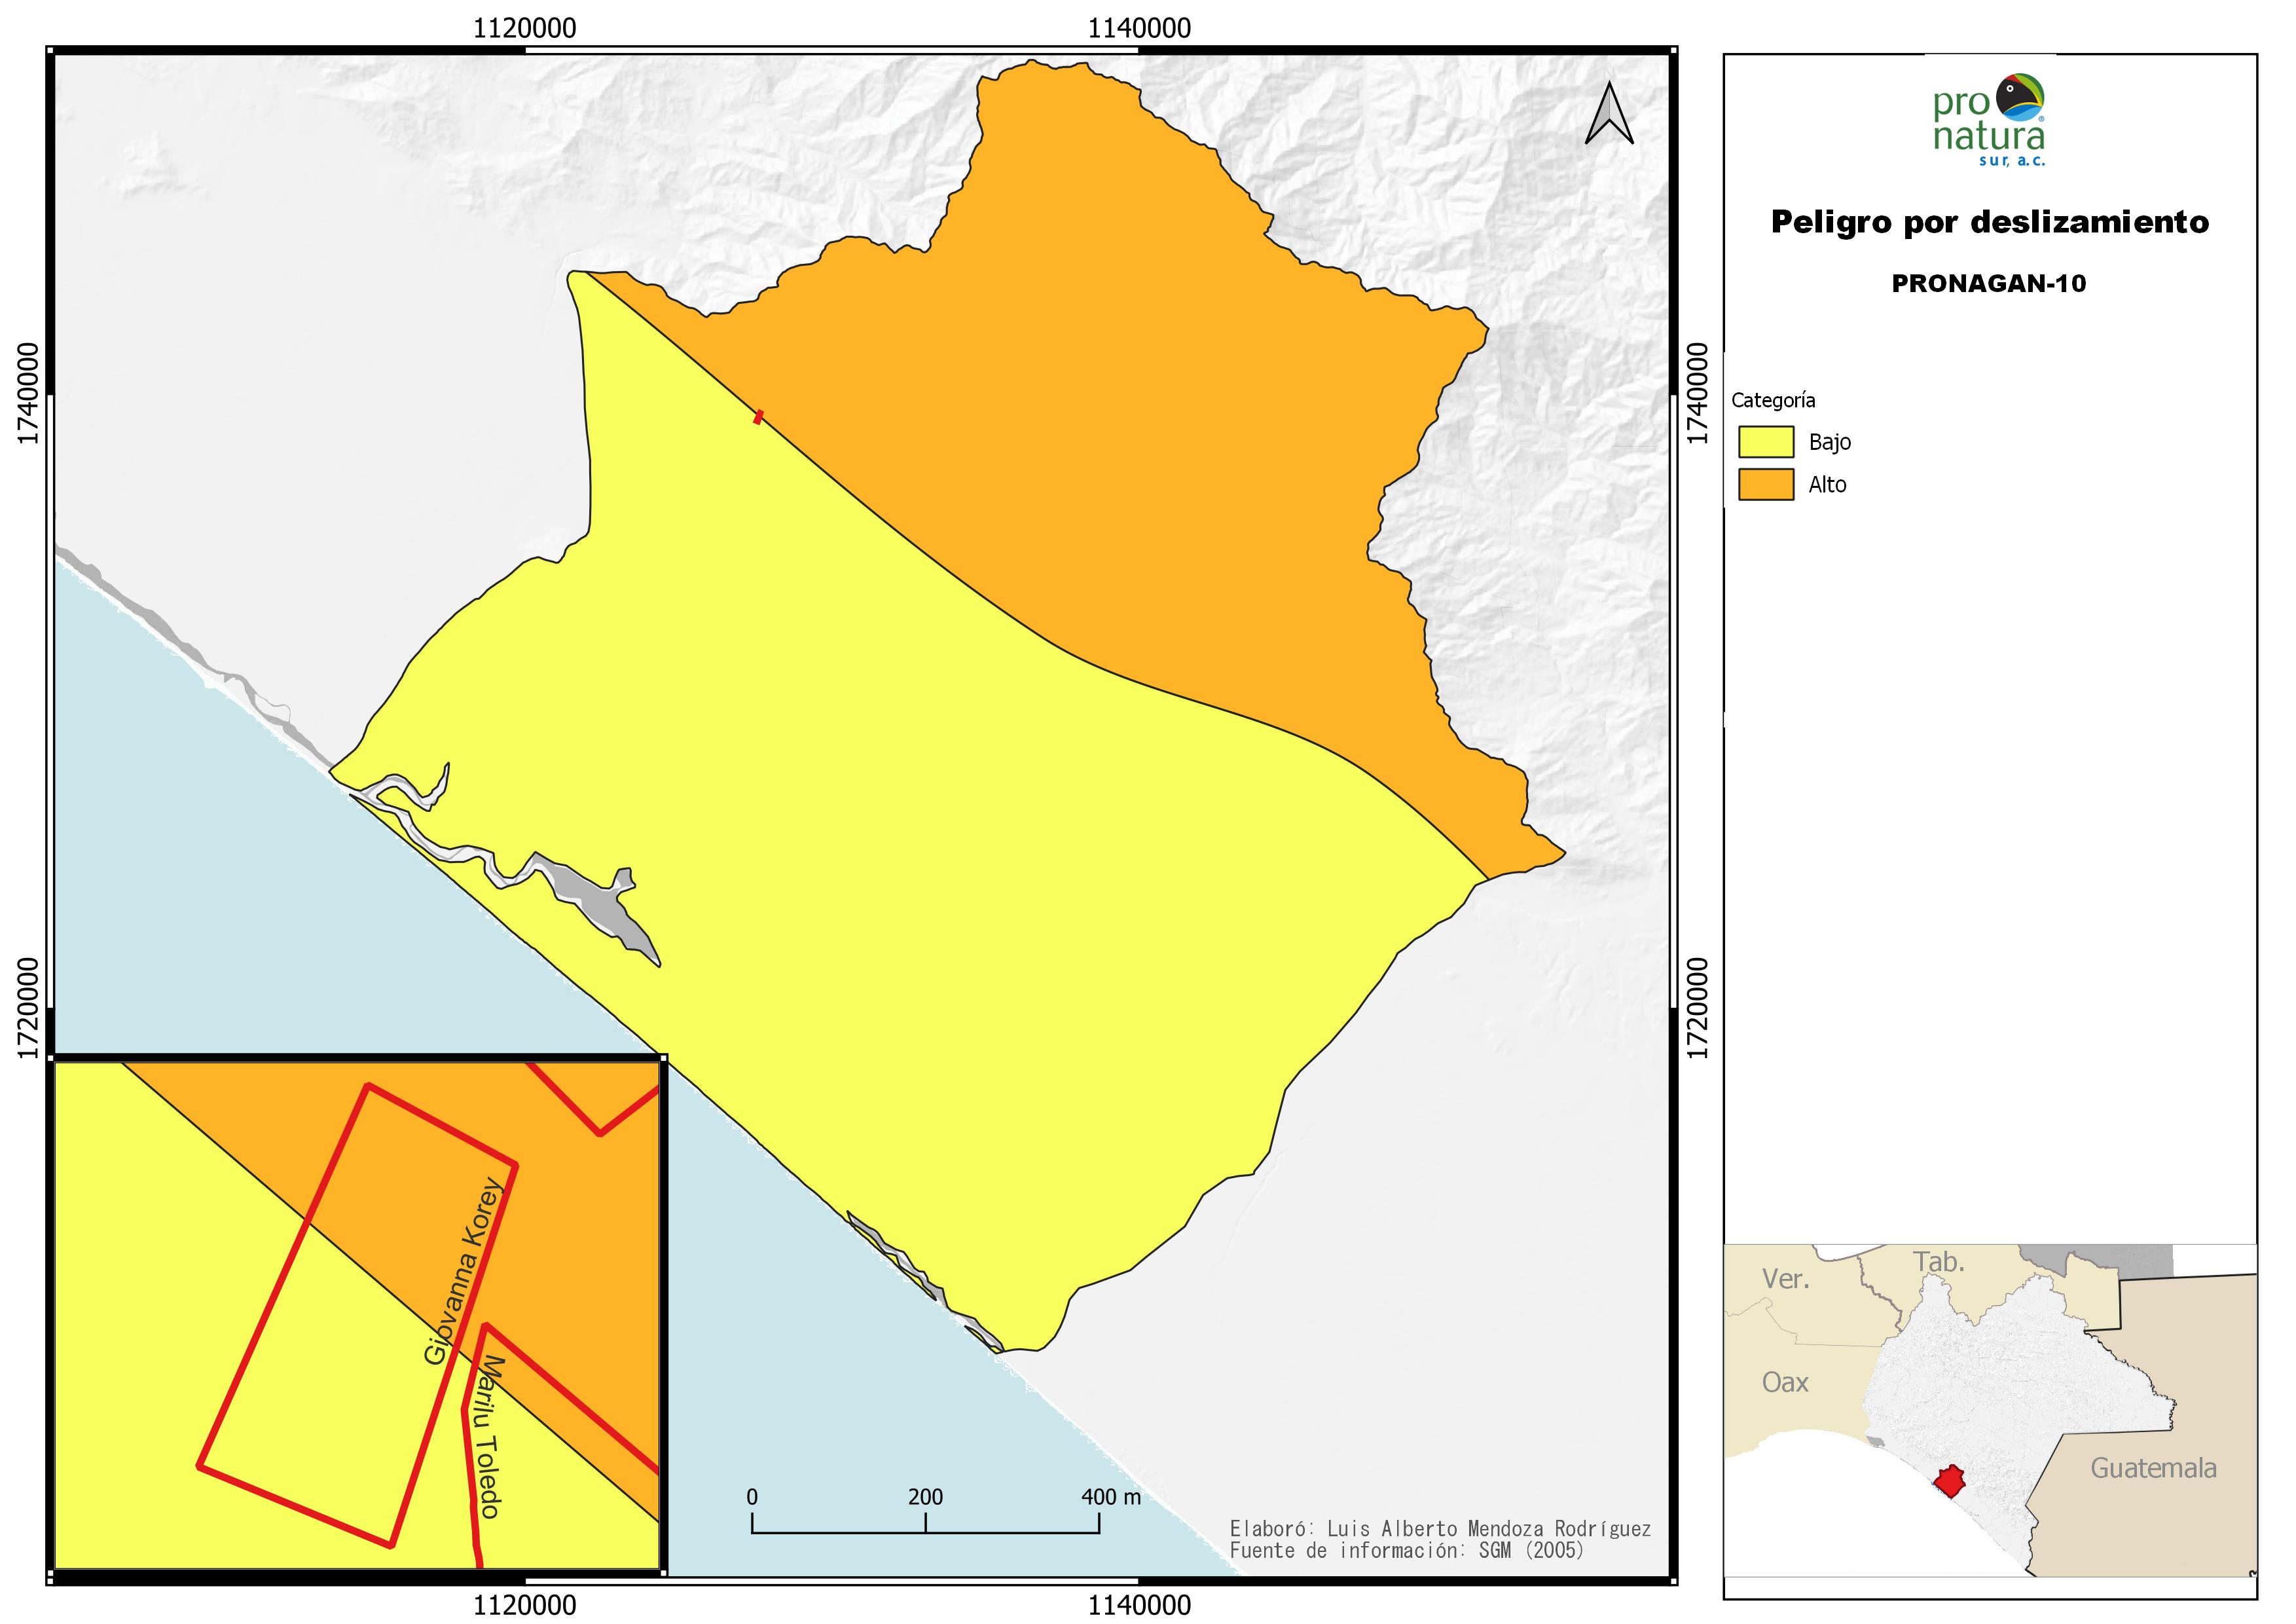 1120000
1140000
1740000
1740000
1720000
1720000
Giovanna Korey
Marilu Toledo
0
200
400 m
Elaboró: Luis Alberto Mendoza Rodríguez
Fuente de información: SGM (2005)
1120000
1140000
pro
natura
®
sur, a.c.
Peligro por deslizamiento
PRONAGAN-10
Categoría
Bajo
Alto
Ver.
Tab.
Oax
Guatemala